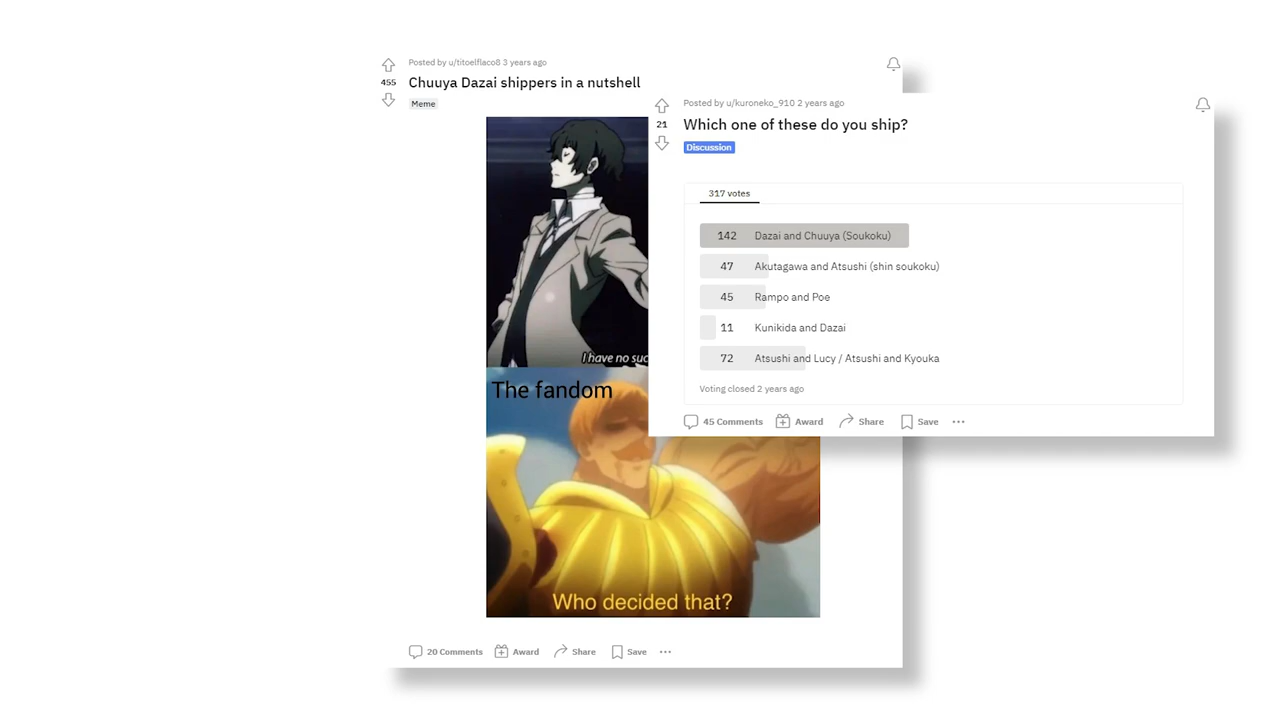 Posted by u/titoelflaco8 3 years ago
455
Chuuya Dazai shippers in a nutshell
Meme
I have no suc
The fandom
Who decided that?
20 Comments
Award
Share
Save
Posted by u/kuroneko_910 2 years ago
21
Which one of these do you ship?
Discussion
317 votes
142 Dazai and Chuuya (Soukoku)
47 Akutagawa and Atsushi (shin soukoku)
45 Rampo and Poe
11 Kunikida and Dazai
72 Atsushi and Lucy / Atsushi and Kyouka
Voting closed 2 years ago
45 Comments
Award
Share
Save